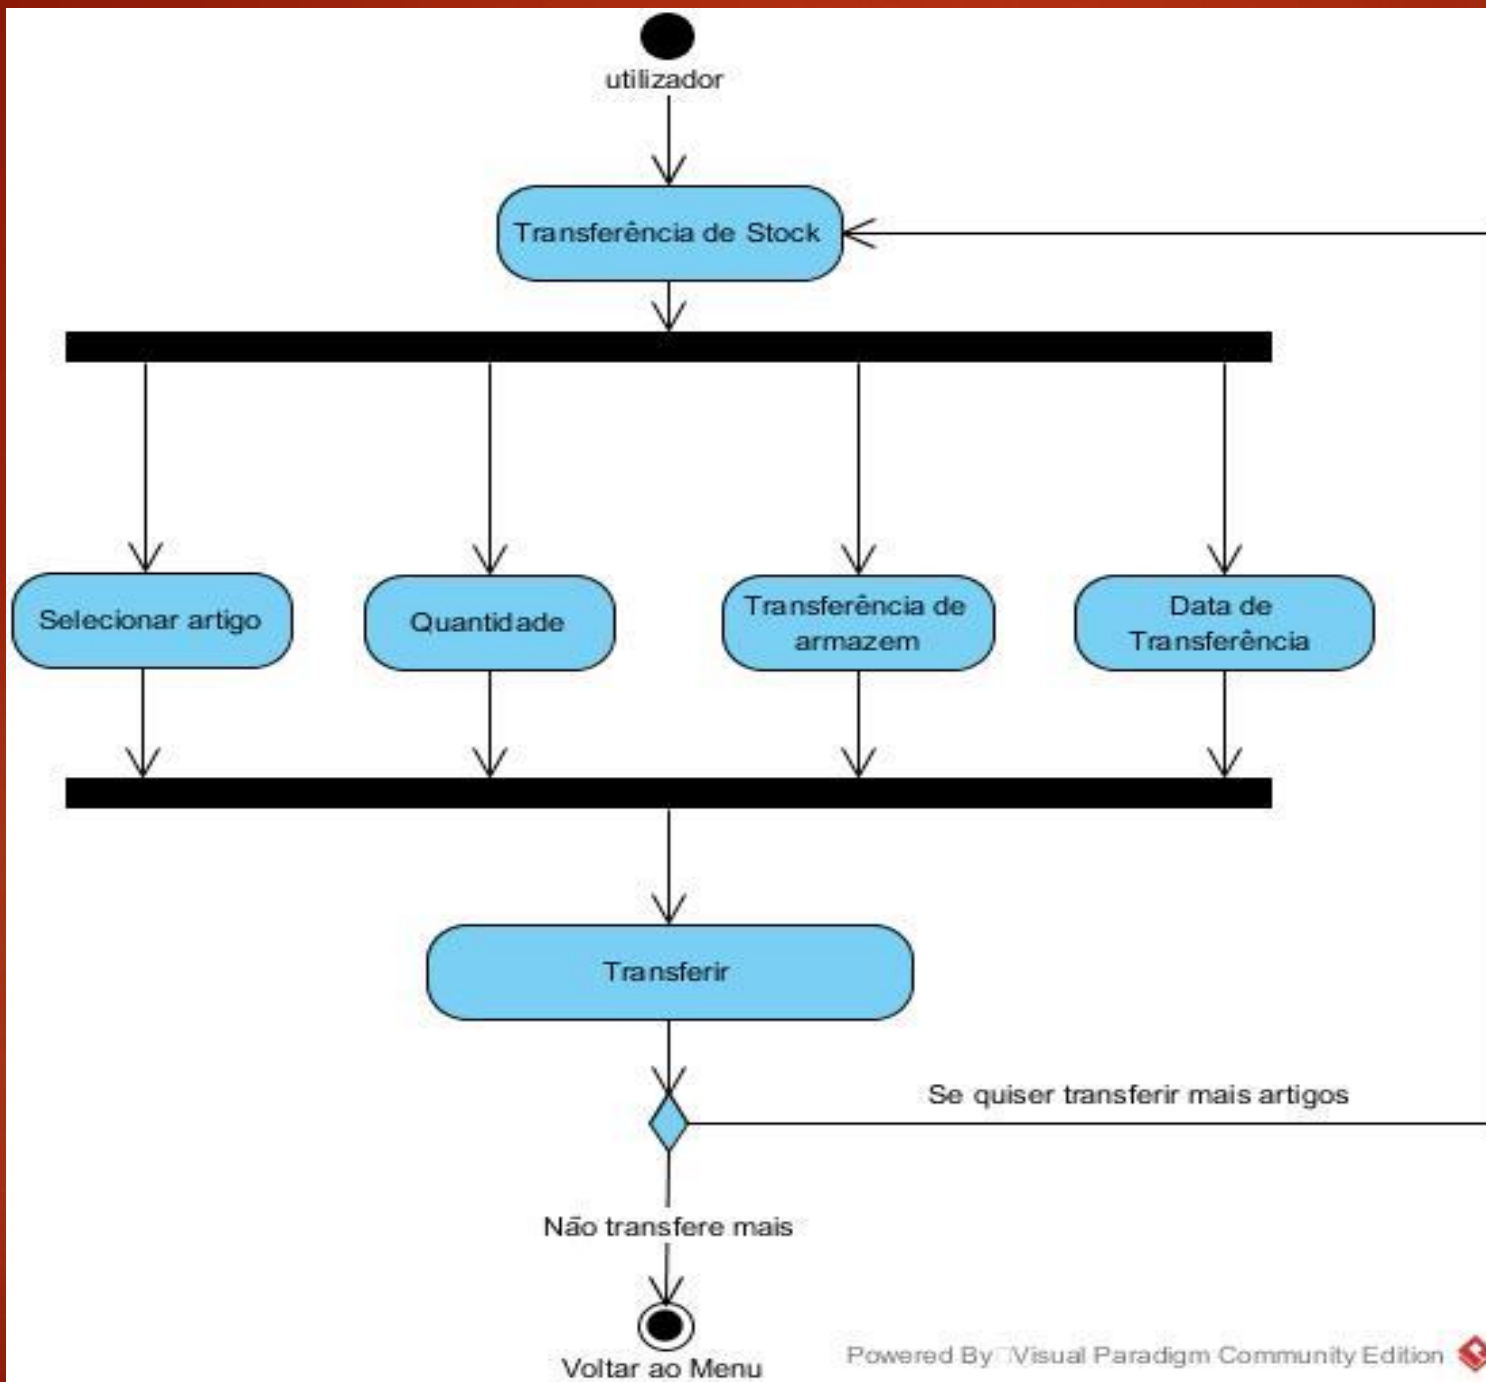 utilizador
Transferência de Stock
Selecionar artigo
Quantidade
Transferência de
armazem
Data de
Transferência
Transferir
Se quiser transferir mais artigos
Não transfere mais
Voltar ao Menu
Powered By Visual Paradigm Community Edition